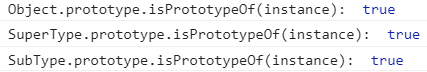 Object.prototype.isPrototypeOf(instance):  true
SuperType.prototype.isPrototypeOf(instance):  true
SubType.prototype.isPrototypeOf(instance):  true